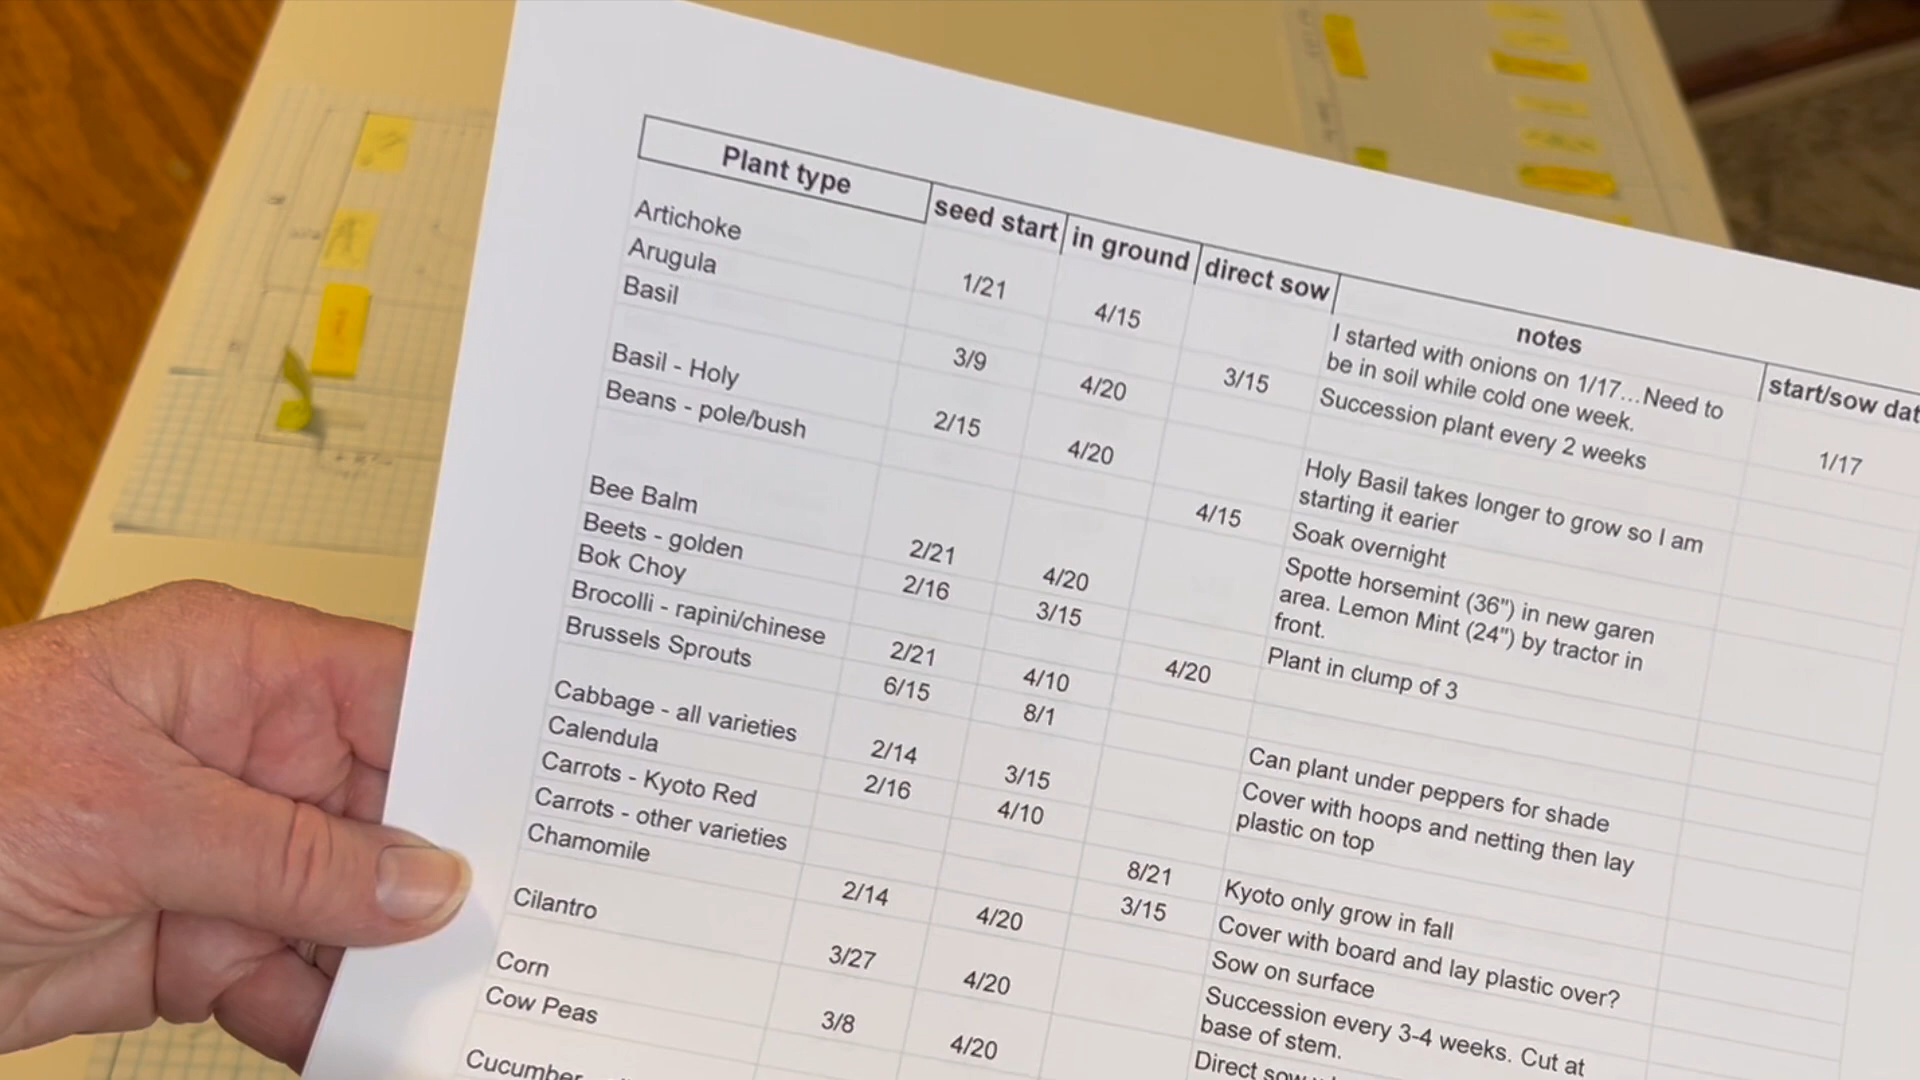 Plant type seed start in ground direct sow notes start/sow dat
Artichoke 1/21 4/15 I started with onions on 1/17...Need to 1/17
be in soil while cold one week.
Arugula 3/15 Succession plant every 2 weeks
Basil 3/9 4/20
Basil - Holy 2/15 4/20 Holy Basil takes longer to grow so I am
starting it earier
Beans - pole/bush 4/15 Soak overnight
Bee Balm 2/21 4/20 Spotte horsemint (36") in new garen
area. Lemon Mint (24") by tractor in
front.
Beets - golden 2/16 3/15 Plant in clump of 3
Bok Choy 4/20
Brocolli - rapini/chinese 2/21 4/10
Brussels Sprouts 6/15 8/1 Can plant under peppers for shade
Cabbage - all varieties 2/14 3/15 Cover with hoops and netting then lay
plastic on top
Calendula 2/16 4/10
Carrots - Kyoto Red 8/21 Kyoto only grow in fall
Carrots - other varieties 3/15 Cover with board and lay plastic over?
Chamomile 2/14 4/20 Sow on surface
Cilantro 3/27 4/20 Succession every 3-4 weeks. Cut at
base of stem.
Corn 3/8 4/20 Direct sow
Cow Peas
Cucumber